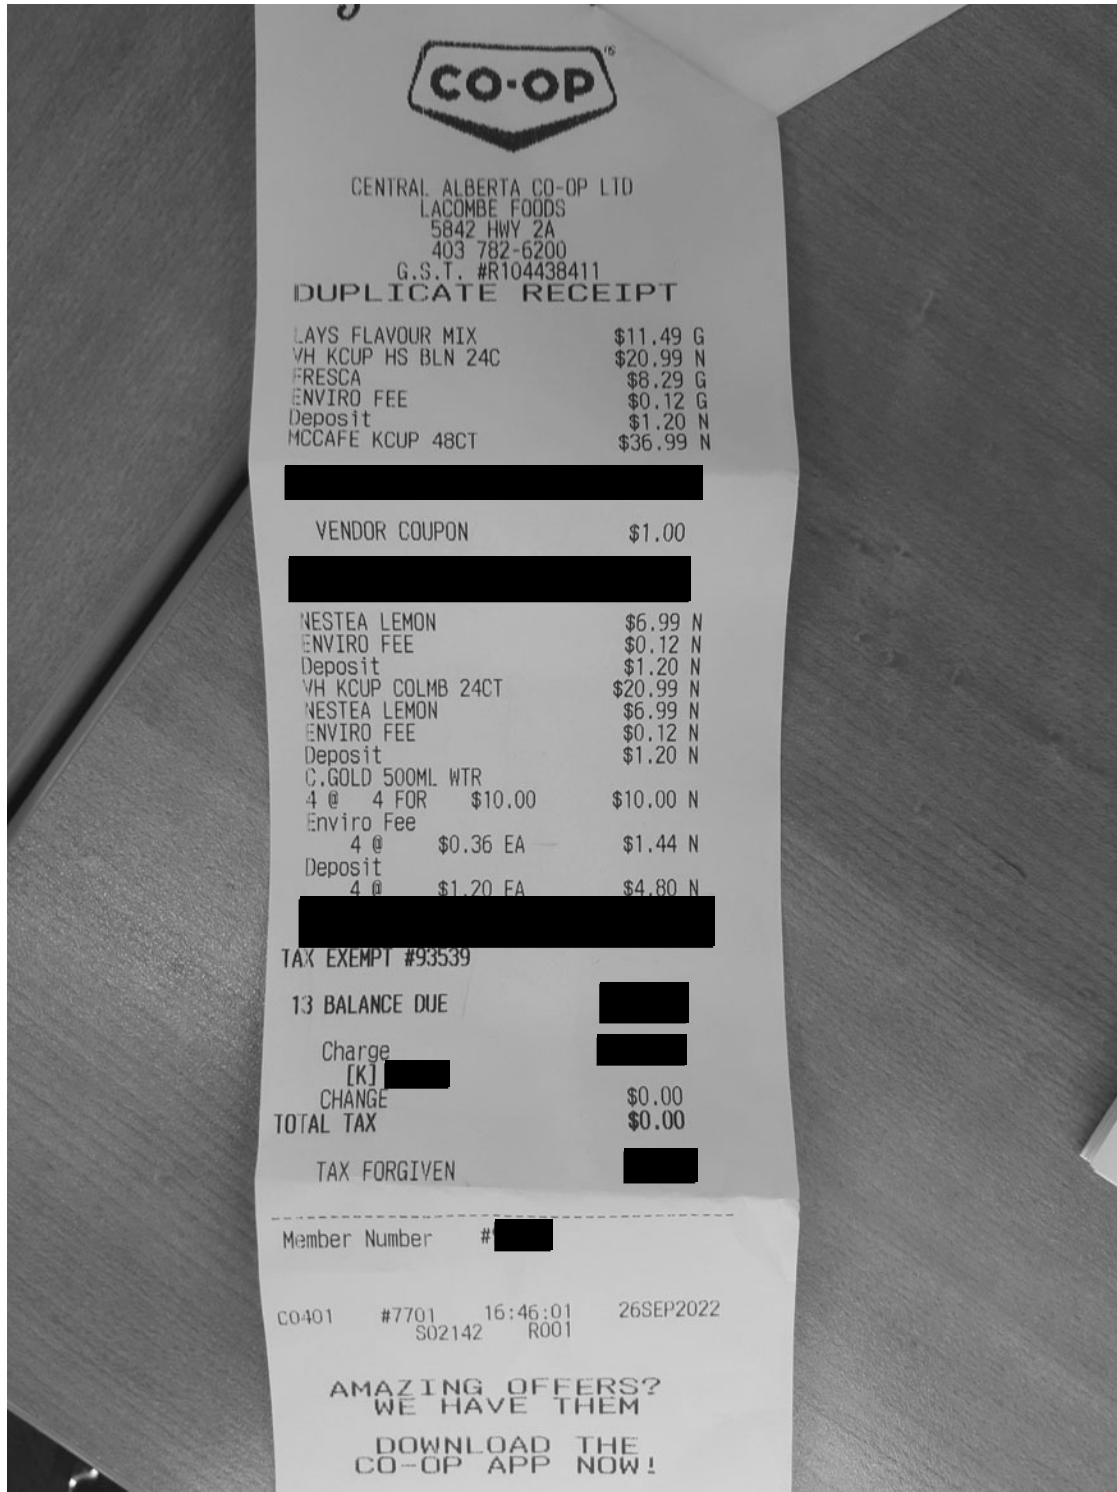 CO-OP
CENTRAL ALBERTA CO-OP LTD
LACOMBE FOODS
5842 HWY 2A
403 782-6200
G.S.T. #R104438411
DUPLICATE RECEIPT
LAYS FLAVOUR MIX $11.49 G
VH KCUP HS BLN 24C $20.99 N
FRESCA $8.29 G
ENVIRO FEE $0.12 G
Deposit $1.20 N
MCCAFE KCUP 48CT $36.99 N
VENDOR COUPON $1.00
NESTEA LEMON $6.99 N
ENVIRO FEE $0.12 N
Deposit $1.20 N
VH KCUP COLMB 24CT $20.99 N
NESTEA LEMON $6.99 N
ENVIRO FEE $0.12 N
Deposit $1.20 N
C.GOLD 500ML WTR
4 @ 4 FOR $10.00 $10.00 N
Enviro Fee
4 @ $0.36 EA $1.44 N
Deposit
4 @ $1.20 EA $4.80 N
TAX EXEMPT #93539
13 BALANCE DUE
Charge
[K]
CHANGE $0.00
TOTAL TAX $0.00
TAX FORGIVEN
Member Number #
C0401 #7701 16:46:01 26SEP2022
S02142 R001
AMAZING OFFERS?
WE HAVE THEM
DOWNLOAD THE
CO-OP APP NOW!